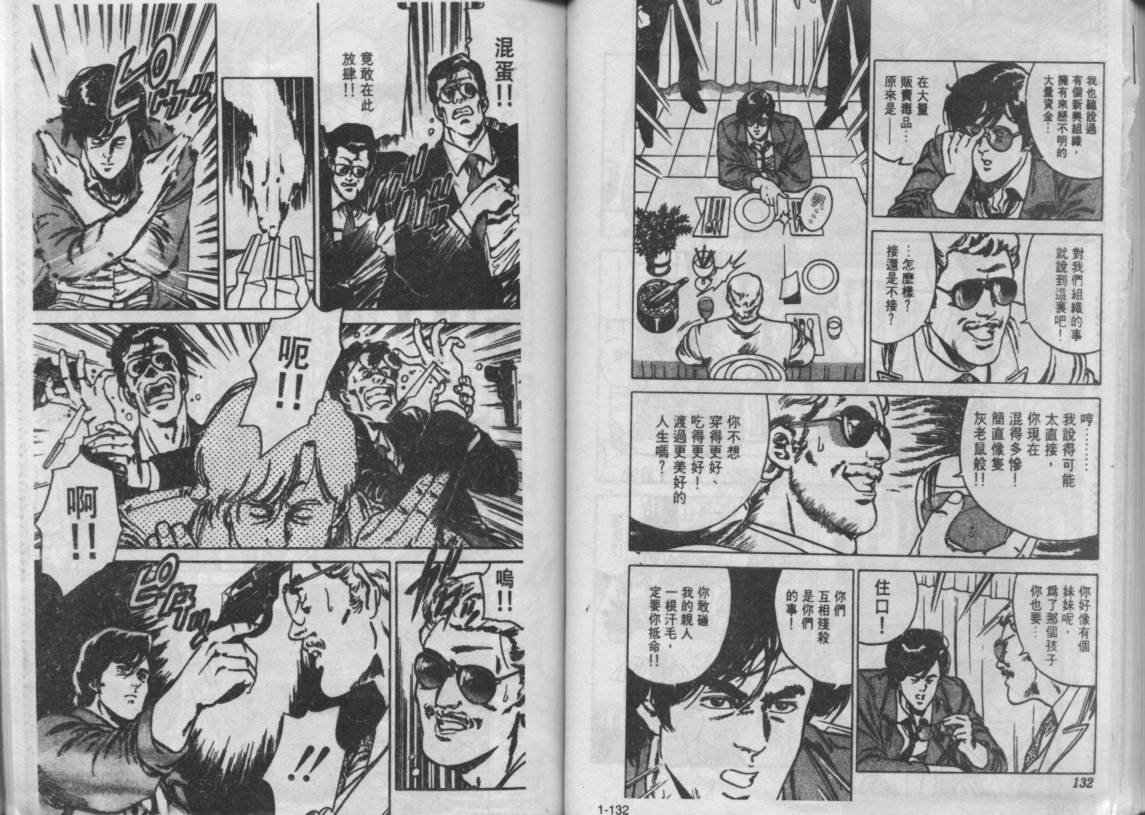 我也聽說過
有個新興組織，
擁有來歷不明的
大量資金…
在大量
販賣毒品…
原來是——
對我們組織的事
就說到這裏吧！
…怎麼樣？
接還是不接？
哼………
我說得可能
太直接，
你現在
混得多慘！
簡直像隻
灰老鼠般!!
你不想
穿得更好、
吃得更好！
渡過更美好的
人生嗎？
你好像有個
妹妹呢，
爲了那個孩子
你也要…
住口！
你們
互相殘殺
是你們
的事！
你敢碰
我的親人
一根汗毛，
定要你抵命!!
132
1-132
混蛋!!
竟敢在此
放肆!!
ピウッ
呃!!
啊!!
嗚!!
!!